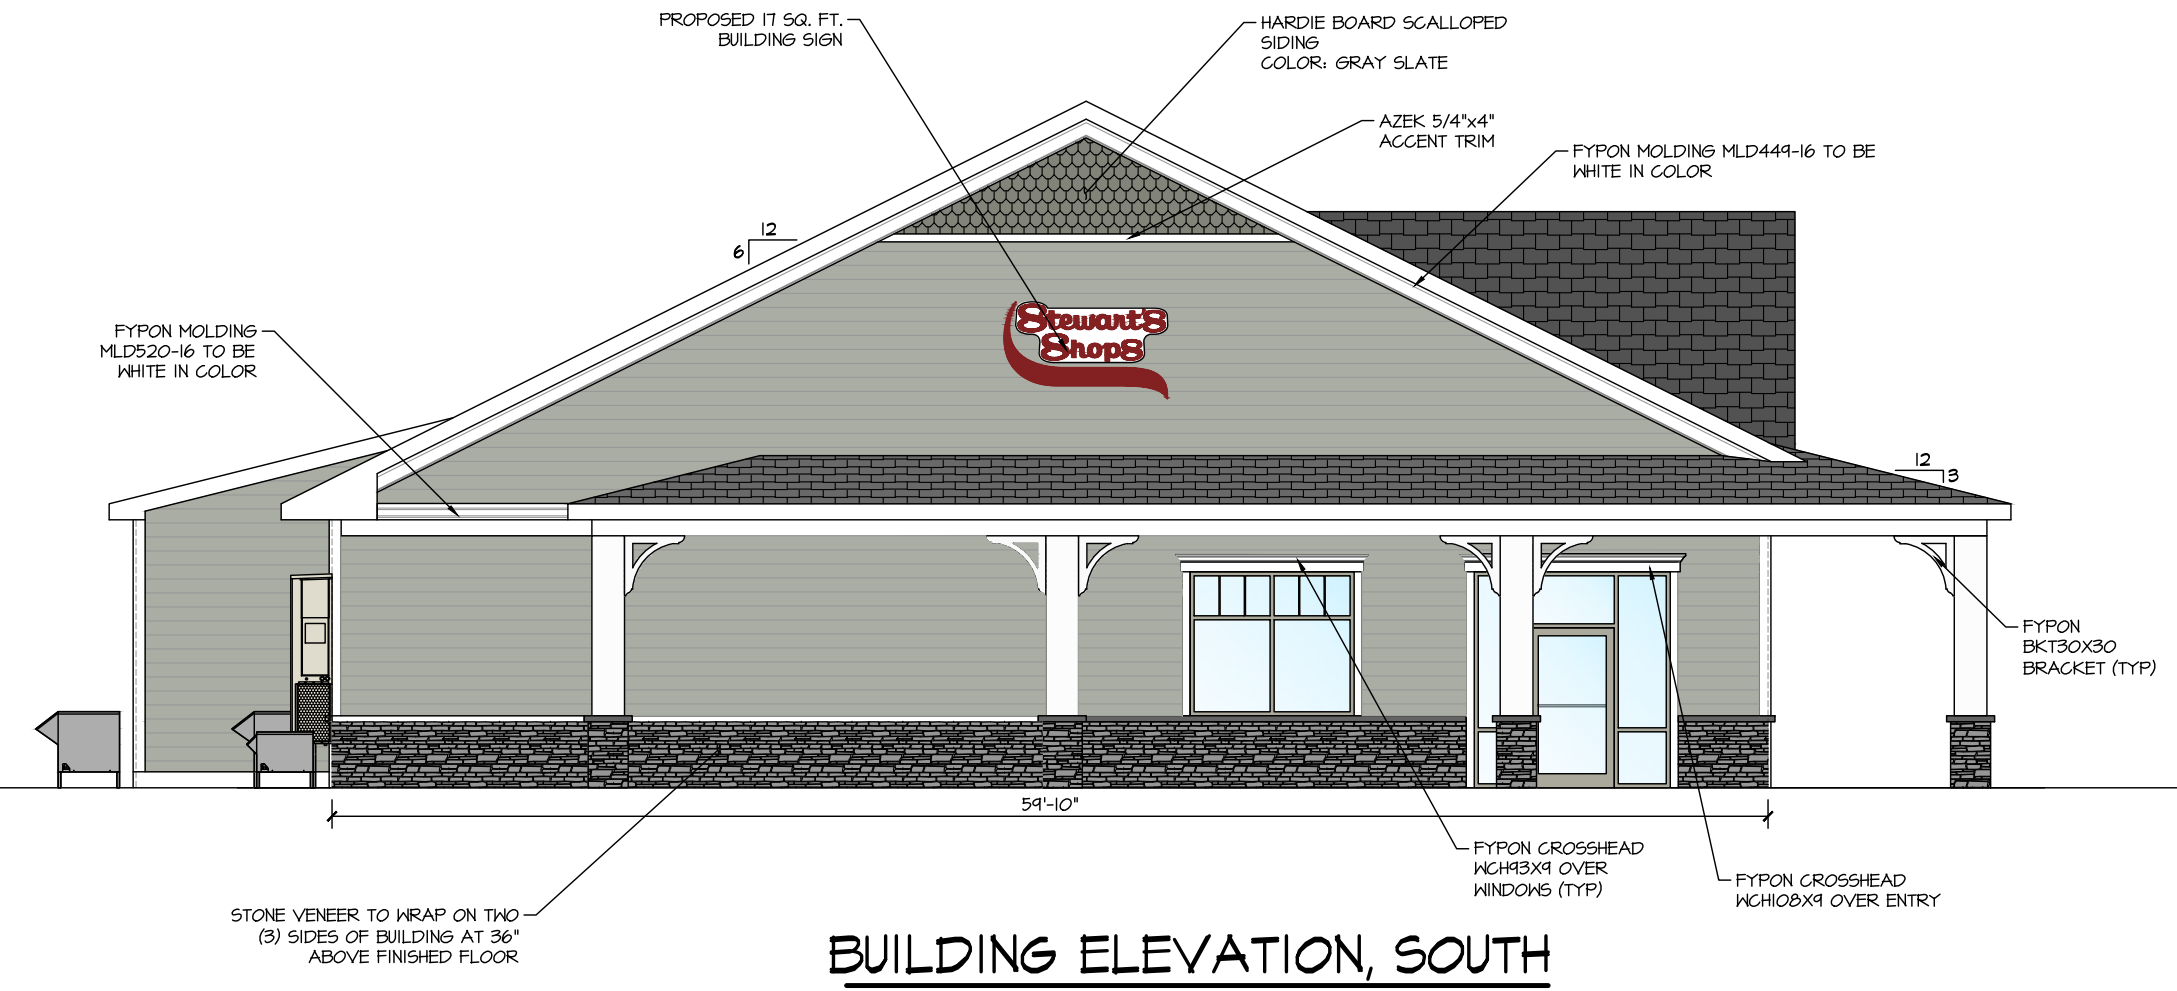 PROPOSED 17 SQ. FT.
BUILDING SIGN
HARDIE BOARD SCALLOPED
SIDING
COLOR: GRAY SLATE
AZEK 5/4"x4"
ACCENT TRIM
FYPON MOLDING MLD449-16 TO BE
WHITE IN COLOR
12
6
Stewart's
Shops
FYPON MOLDING
MLD520-16 TO BE
WHITE IN COLOR
12
3
FYPON
BKT30X30
BRACKET (TYP)
59'-10"
FYPON CROSSHEAD
WCH93X9 OVER
WINDOWS (TYP)
FYPON CROSSHEAD
WCH108X9 OVER ENTRY
STONE VENEER TO WRAP ON TWO
(3) SIDES OF BUILDING AT 36"
ABOVE FINISHED FLOOR
BUILDING ELEVATION, SOUTH